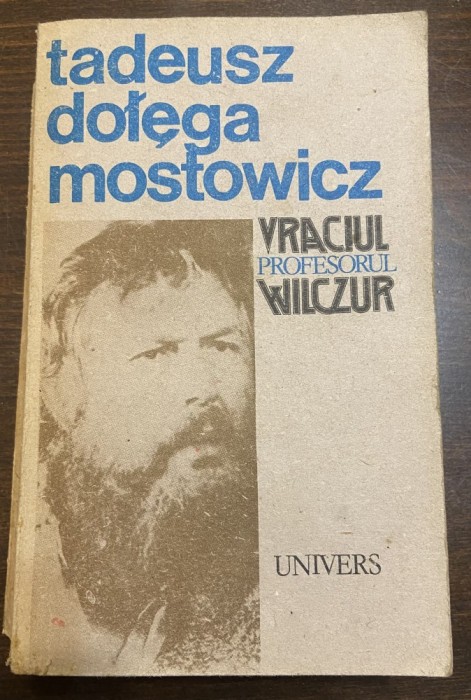 tadeusz
dołęga
mostowicz
VRACIUL
PROFESORUL
WILCZUR
UNIVERS